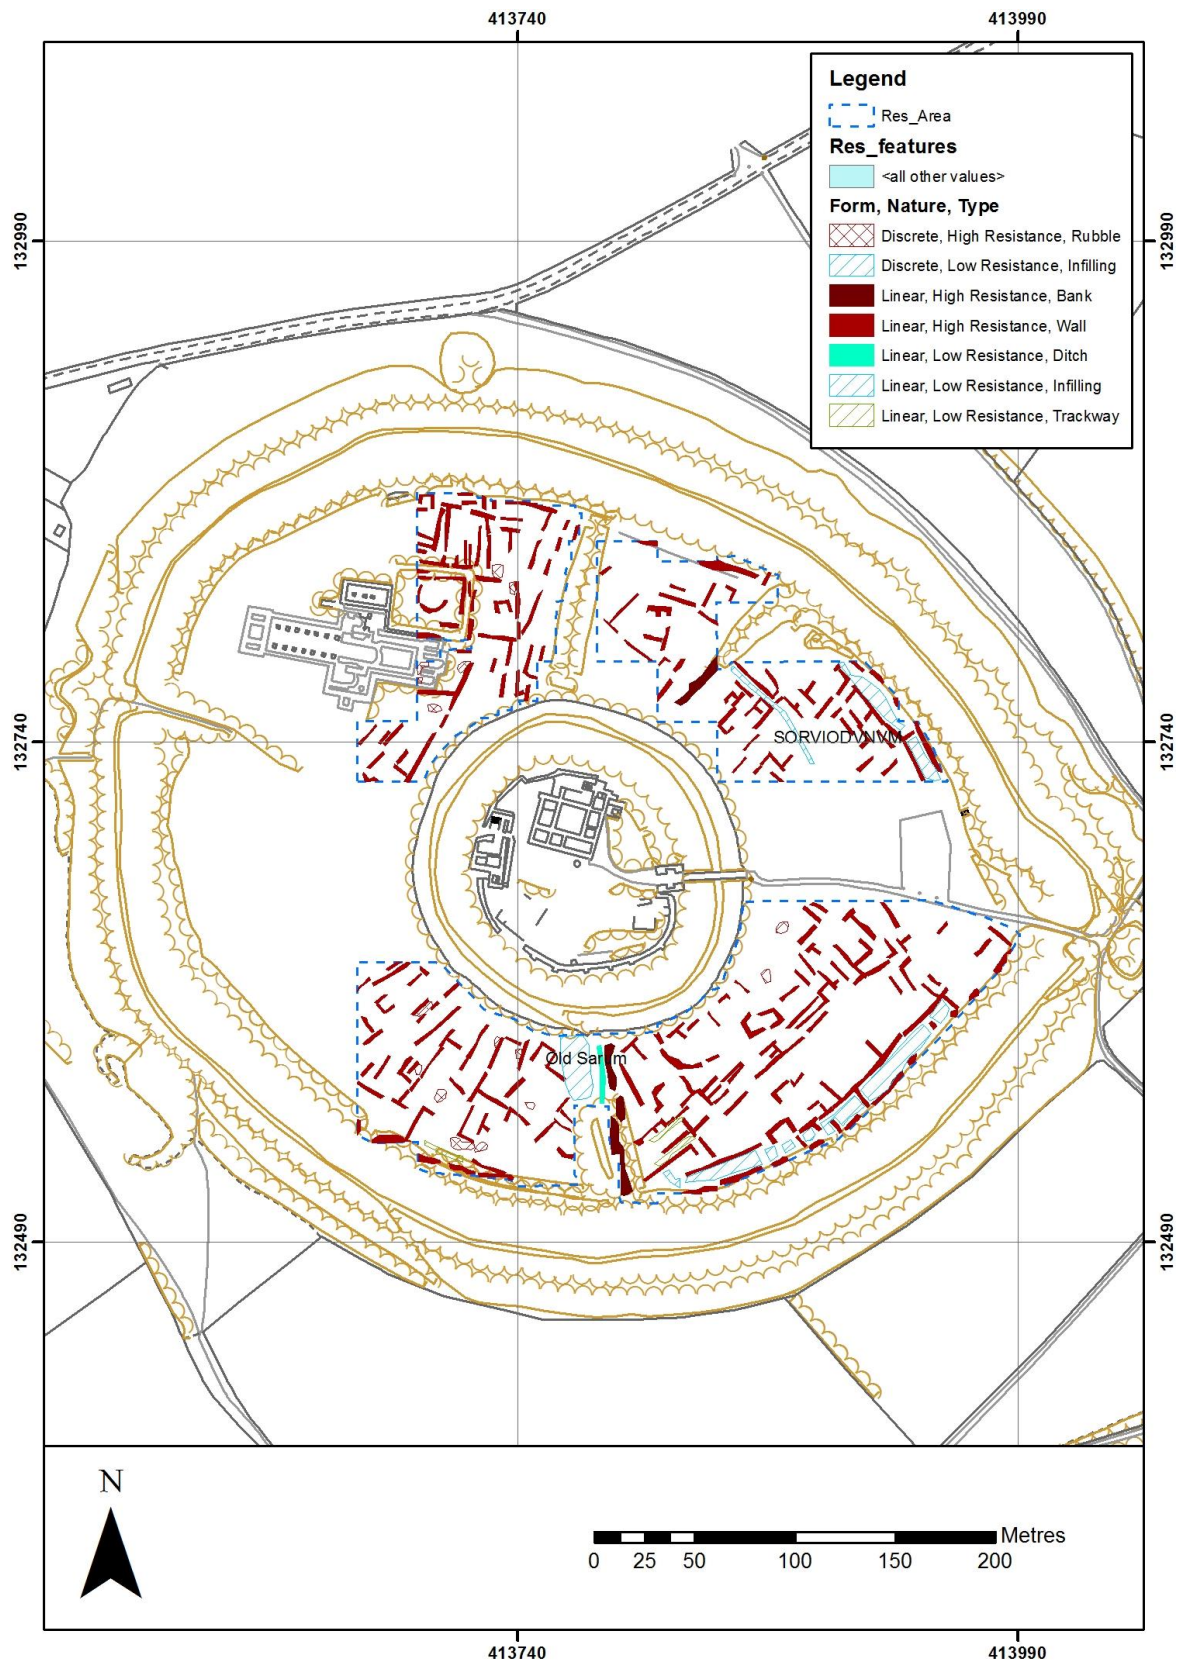 413740 413990
Legend
Res_Area
Res_features
<all other values>
Form, Nature, Type
Discrete, High Resistance, Rubble
Discrete, Low Resistance, Infilling
Linear, High Resistance, Bank
Linear, High Resistance, Wall
Linear, Low Resistance, Ditch
Linear, Low Resistance, Infilling
Linear, Low Resistance, Trackway
132990 132990
132740 SORVIODVNVM 132740
Old Sarum
132490 132490
N
Metres
0 25 50 100 150 200
413740 413990